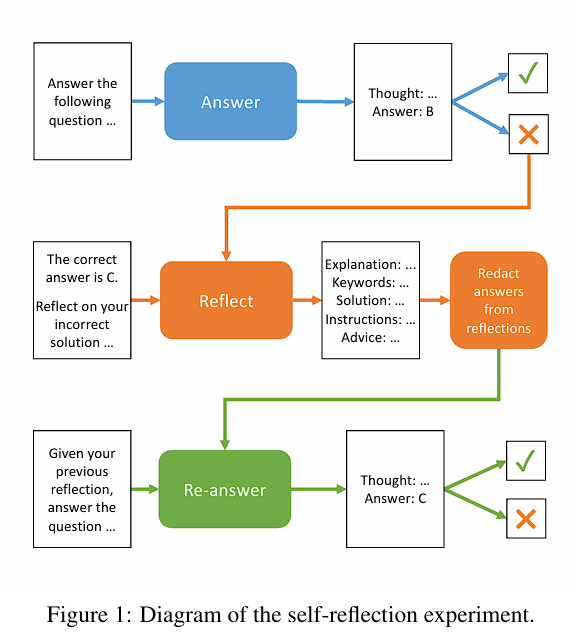 Answer the
following
question ...
Answer
Thought: ...
Answer: B
The correct
answer is C.
Reflect on your
incorrect
solution ...
Reflect
Explanation: ...
Keywords: ...
Solution: ...
Instructions: ...
Advice: ...
Redact
answers
from
reflections
Given your
previous
reflection,
answer the
question ...
Re-answer
Thought: ...
Answer: C
Figure 1: Diagram of the self-reflection experiment.